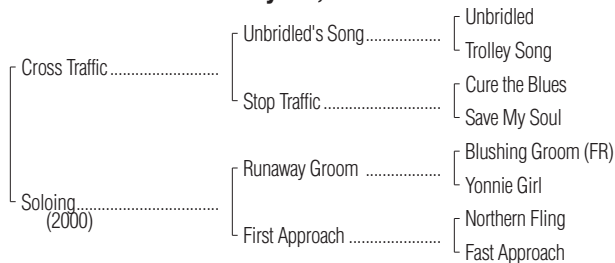 Unbridled
Unbridled's Song
Trolley Song
Cross Traffic
Cure the Blues
Stop Traffic
Save My Soul
Blushing Groom (FR)
Runaway Groom
Yonnie Girl
Soloing
(2000)
Northern Fling
First Approach
Fast Approach